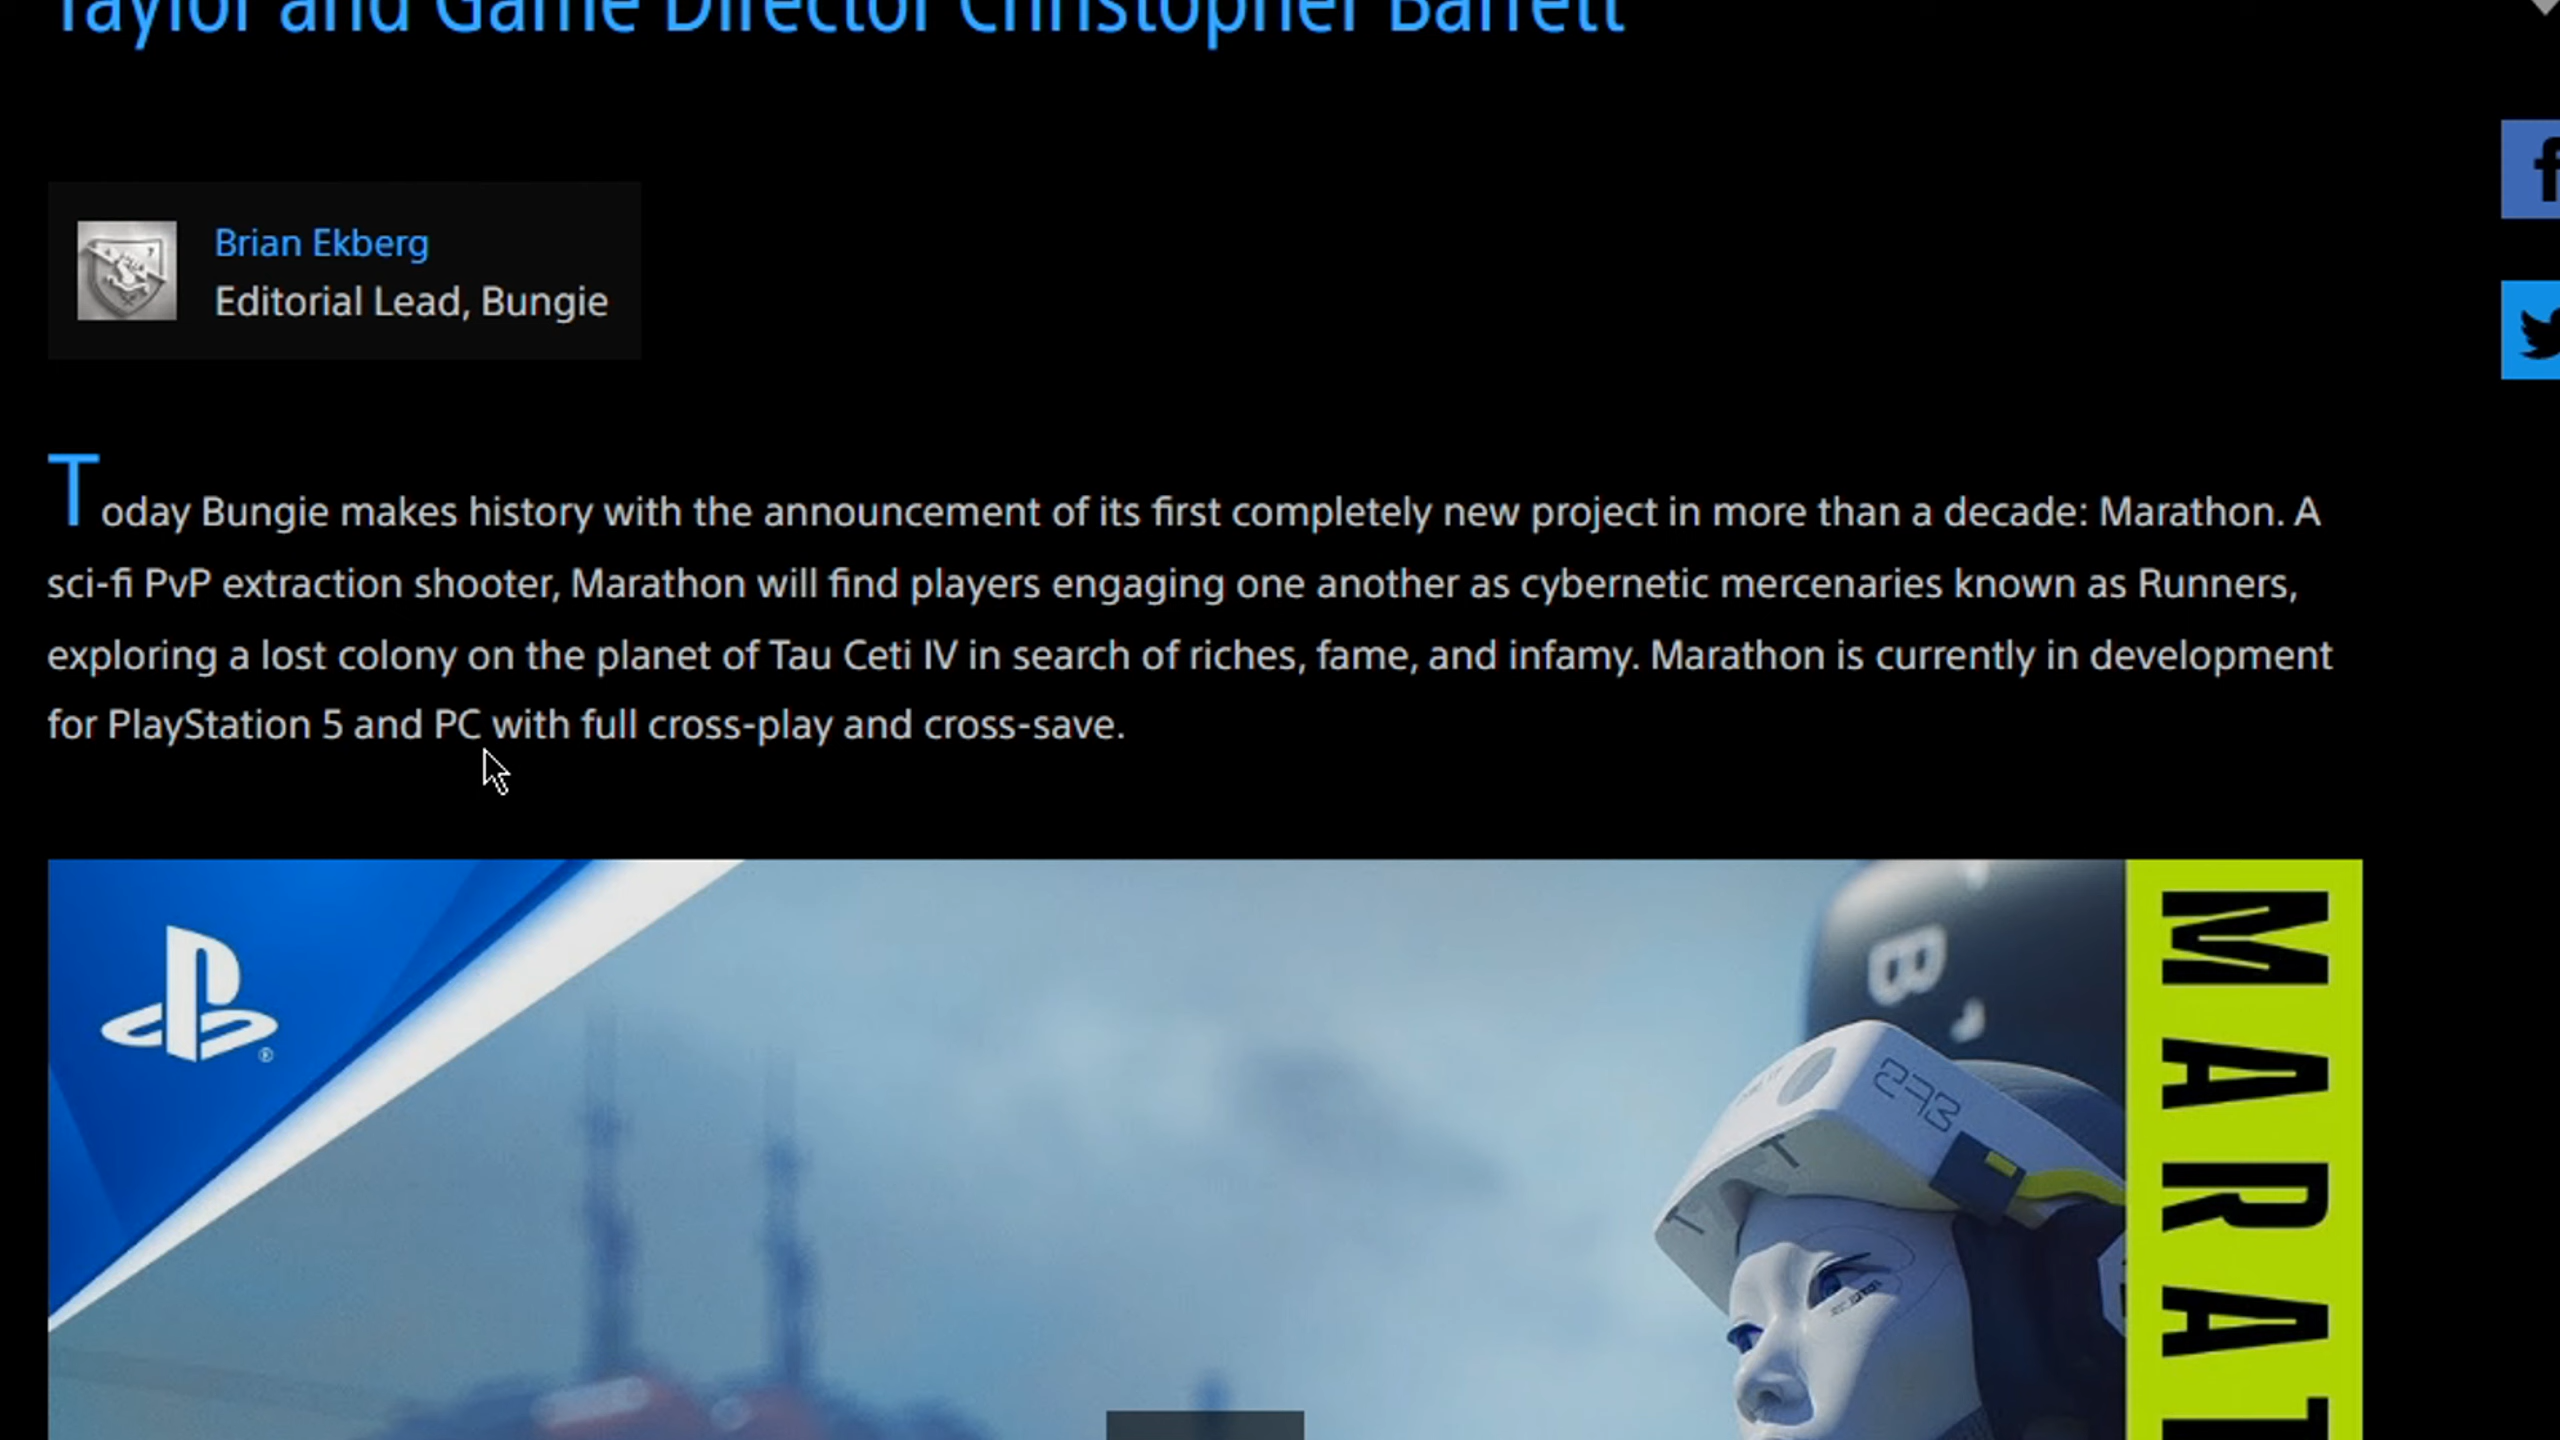 Taylor and Game Director Christopher Barrett
Brian Ekberg
Editorial Lead, Bungie
Today Bungie makes history with the announcement of its first completely new project in more than a decade: Marathon. A
sci-fi PvP extraction shooter, Marathon will find players engaging one another as cybernetic mercenaries known as Runners,
exploring a lost colony on the planet of Tau Ceti IV in search of riches, fame, and infamy. Marathon is currently in development
for PlayStation 5 and PC with full cross-play and cross-save.
B
MARAT